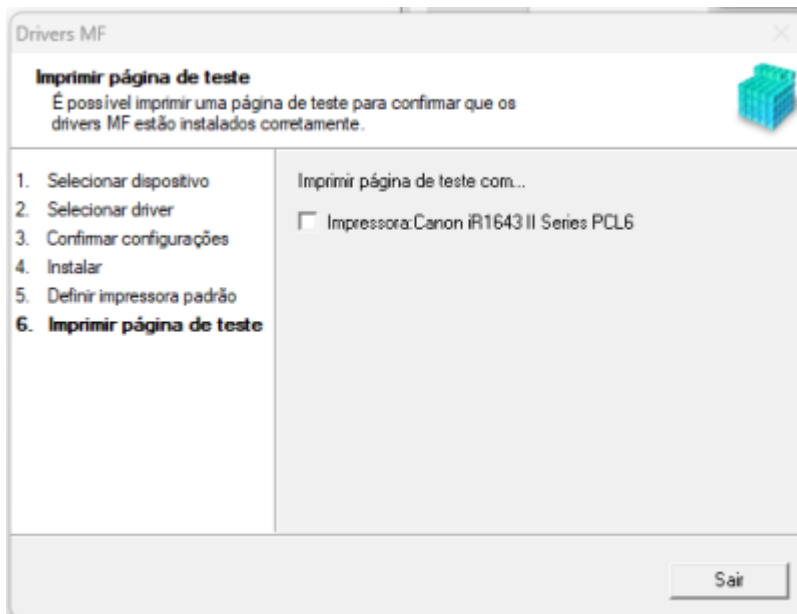 Drivers MF
Imprimir página de teste
É possível imprimir uma página de teste para confirmar que os
drivers MF estão instalados corretamente.
1. Selecionar dispositivo
2. Selecionar driver
3. Confirmar configurações
4. Instalar
5. Definir impressora padrão
6. Imprimir página de teste
Imprimir página de teste com...
Impressora:Canon iR1643 II Series PCL6
Sair